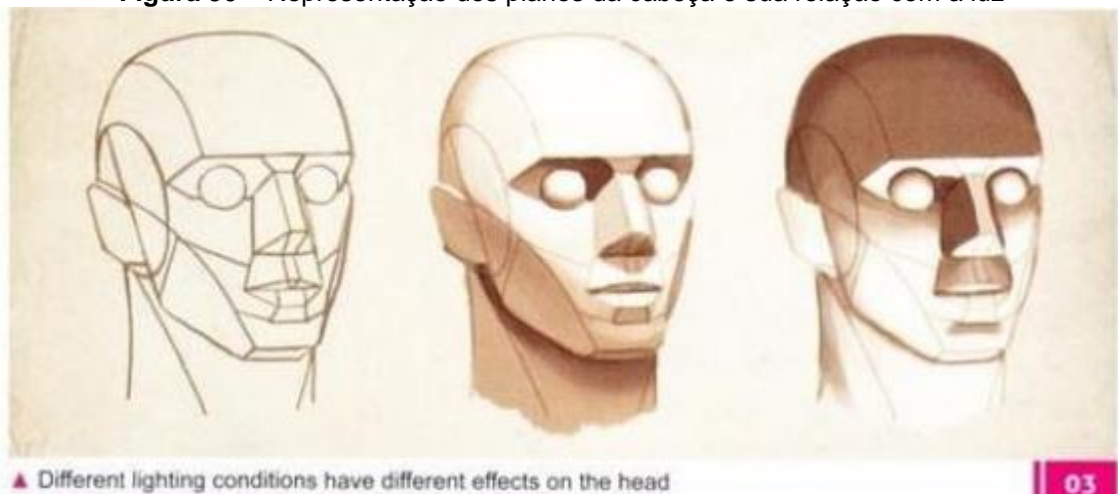 Figura 30 – Representação dos planos da cabeça e sua relação com a luz
▲ Different lighting conditions have different effects on the head
03